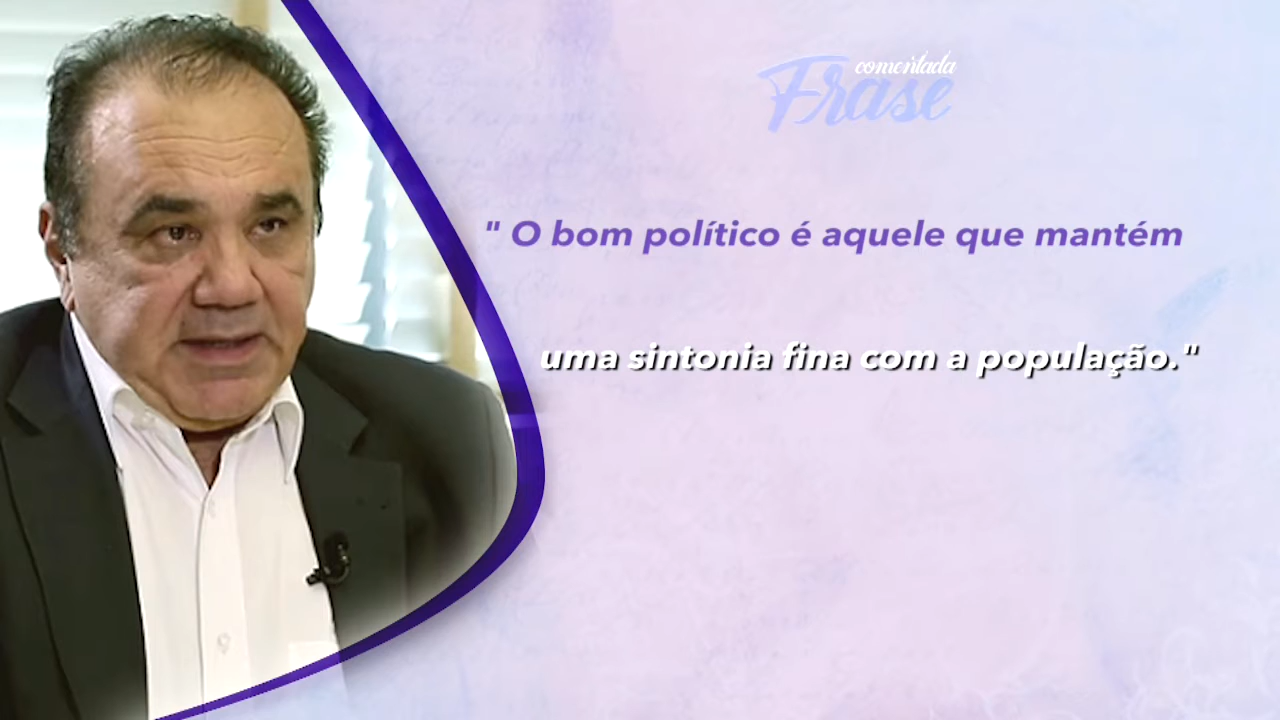 comentada
Frase
" O bom político é aquele que mantém
uma sintonia fina com a população."